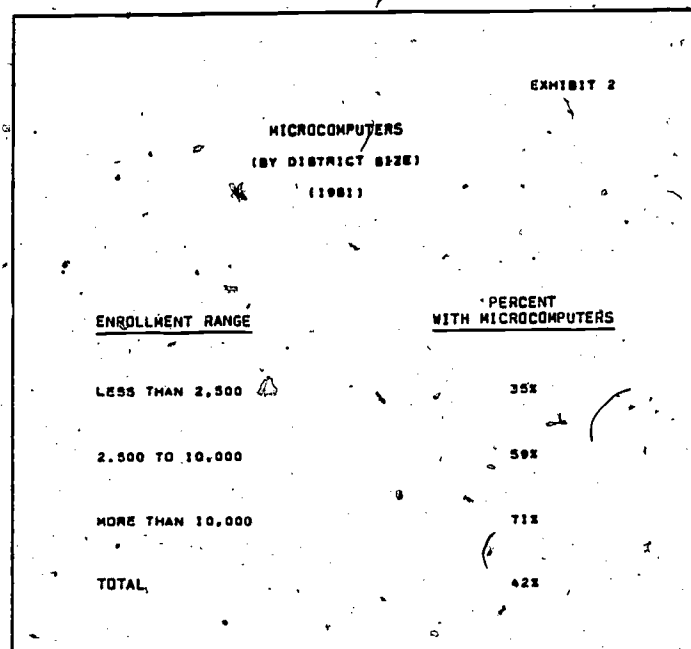 EXHIBIT 2
MICROCOMPUTERS
(BY DISTRICT SIZE)
(1981)
ENROLLMENT RANGE
PERCENT
WITH MICROCOMPUTERS
LESS THAN 2,500 35%
2.500 TO 10,000 59%
MORE THAN 10,000 71%
TOTAL 42%